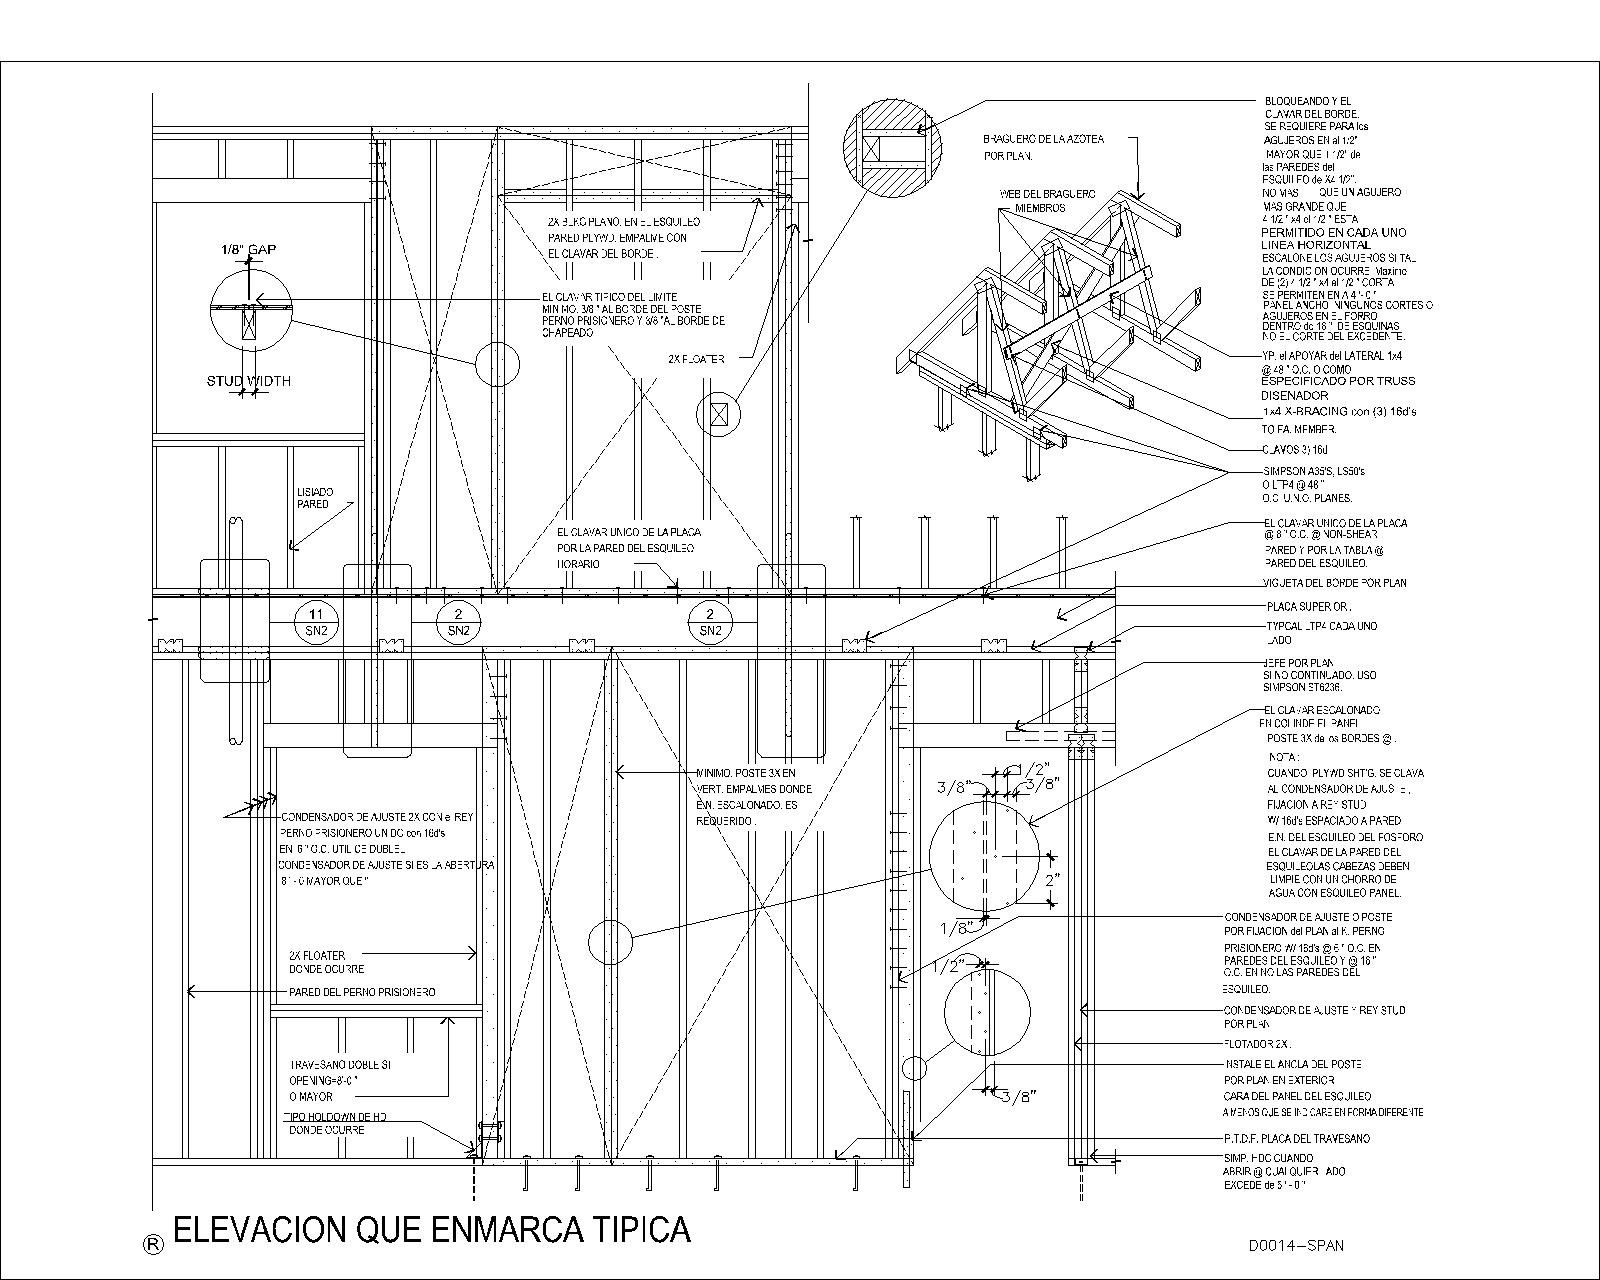 BLOQUEANDO Y EL
CLAVAR DEL BORDE.
SE REQUIERE PARA los
AGUJEROS EN al 1/2"
MAYOR QUE 1 1/2" de
las PAREDES del
ESQUILEO de X4 1/2".
NO MAS QUE UN AGUJERO
MAS GRANDE QUE
4 1/2 " x4 el 1/2 " ESTA
PERMITIDO EN CADA UNO
LINEA HORIZONTAL
ESCALONE LOS AGUJEROS SI TAL
LA CONDICION OCURRE. Maximo
DE (2) 4 1/2 " x4 el 1/2 " CORTA
SE PERMITEN EN A 4 '- 0 "
PANEL ANCHO. NINGUNOS CORTES O
AGUJEROS EN EL FORRO
DENTRO de 16 " DE ESQUINAS
NO EL CORTE DEL EXCEDENTE.
YP. el APOYAR del LATERAL 1x4
@ 48 " O.C. O COMO
ESPECIFICADO POR TRUSS
DISENADOR
1x4 X-BRACING con (3) 16d's
TO EA. MEMBER.
CLAVOS 3) 16d
SIMPSON A35'S, LS50's
O LTP4 @ 48 "
O.C. U.N.O. PLANES.
EL CLAVAR UNICO DE LA PLACA
@ 8 " O.C. @ NON-SHEAR
PARED Y POR LA TABLA @
PARED DEL ESQUILEO.
VIGUETA DEL BORDE POR PLAN
PLACA SUPERIOR.
TYPCAL LTP4 CADA UNO
LADO
JEFE POR PLAN
SI NO CONTINUADO, USO
SIMPSON ST6236.
EL CLAVAR ESCALONADO
EN COLINDE EL PANEL
POSTE 3X de los BORDES @ .
NOTA :
CUANDO PLYWD SHT'G. SE CLAVA
AL CONDENSADOR DE AJUSTE ,
FIJACION A REY STUD
W/ 16d's ESPACIADO A PARED
E.N. DEL ESQUILEO DEL FOSFORO
EL CLAVAR DE LA PARED DEL
ESQUILEOLAS CABEZAS DEBEN
LIMPIE CON UN CHORRO DE
AGUA CON ESQUILEO PANEL.
CONDENSADOR DE AJUSTE O POSTE
POR FIJACION del PLAN al K. PERNO
PRISIONERO W/ 16d's @ 6 " O.C. EN
PAREDES DEL ESQUILEO Y @ 16 "
O.C. EN NO LAS PAREDES DEL
ESQUILEO.
CONDENSADOR DE AJUSTE Y REY STUD
POR PLAN
FLOTADOR 2X.
INSTALE EL ANCLA DEL POSTE
POR PLAN EN EXTERIOR
CARA DEL PANEL DEL ESQUILEO
A MENOS QUE SE INDICARE EN FORMA DIFERENTE
P.T.D.F. PLACA DEL TRAVESANO
SIMP. HDC CUANDO
ABRIR @ CUALQUIER LADO
EXCEDE de 5 ' - 0 "
BRAGUERO DE LA AZOTEA
POR PLAN.
WEB DEL BRAGUERO
MIEMBROS
1/8" GAP
STUD WIDTH
2X BLKG PLANO. EN EL ESQUILEO
PARED PLYWD. EMPALME CON
EL CLAVAR DEL BORDE .
EL CLAVAR TIPICO DEL LIMITE
MINIMO. 3/8 " AL BORDE DEL POSTE
PERNO PRISIONERO Y 3/8 "AL BORDE DE
CHAPEADO
2X FLOATER
LISIADO
PARED
EL CLAVAR UNICO DE LA PLACA
POR LA PARED DEL ESQUILEO
HORARIO
11
SN2
2
SN2
2
SN2
MINIMO. POSTE 3X EN
VERT. EMPALMES DONDE
E.N. ESCALONADO. ES
REQUERIDO .
3/8"
1/2"
3/8"
2"
1/8"
1/2"
3/8"
CONDENSADOR DE AJUSTE 2X CON el REY
PERNO PRISIONERO UNIDO con 16d's
EN 6 " O.C. UTILICE DUBLEL
CONDENSADOR DE AJUSTE SI ES LA ABERTURA
8 ' - 0 MAYOR QUE "
2X FLOATER
DONDE OCURRE
PARED DEL PERNO PRISIONERO
TRAVESANO DOBLE SI
OPENING=8'-0 "
O MAYOR
TIPO HOLDOWN DE HD
DONDE OCURRE
® ELEVACION QUE ENMARCA TIPICA
D0014-SPAN